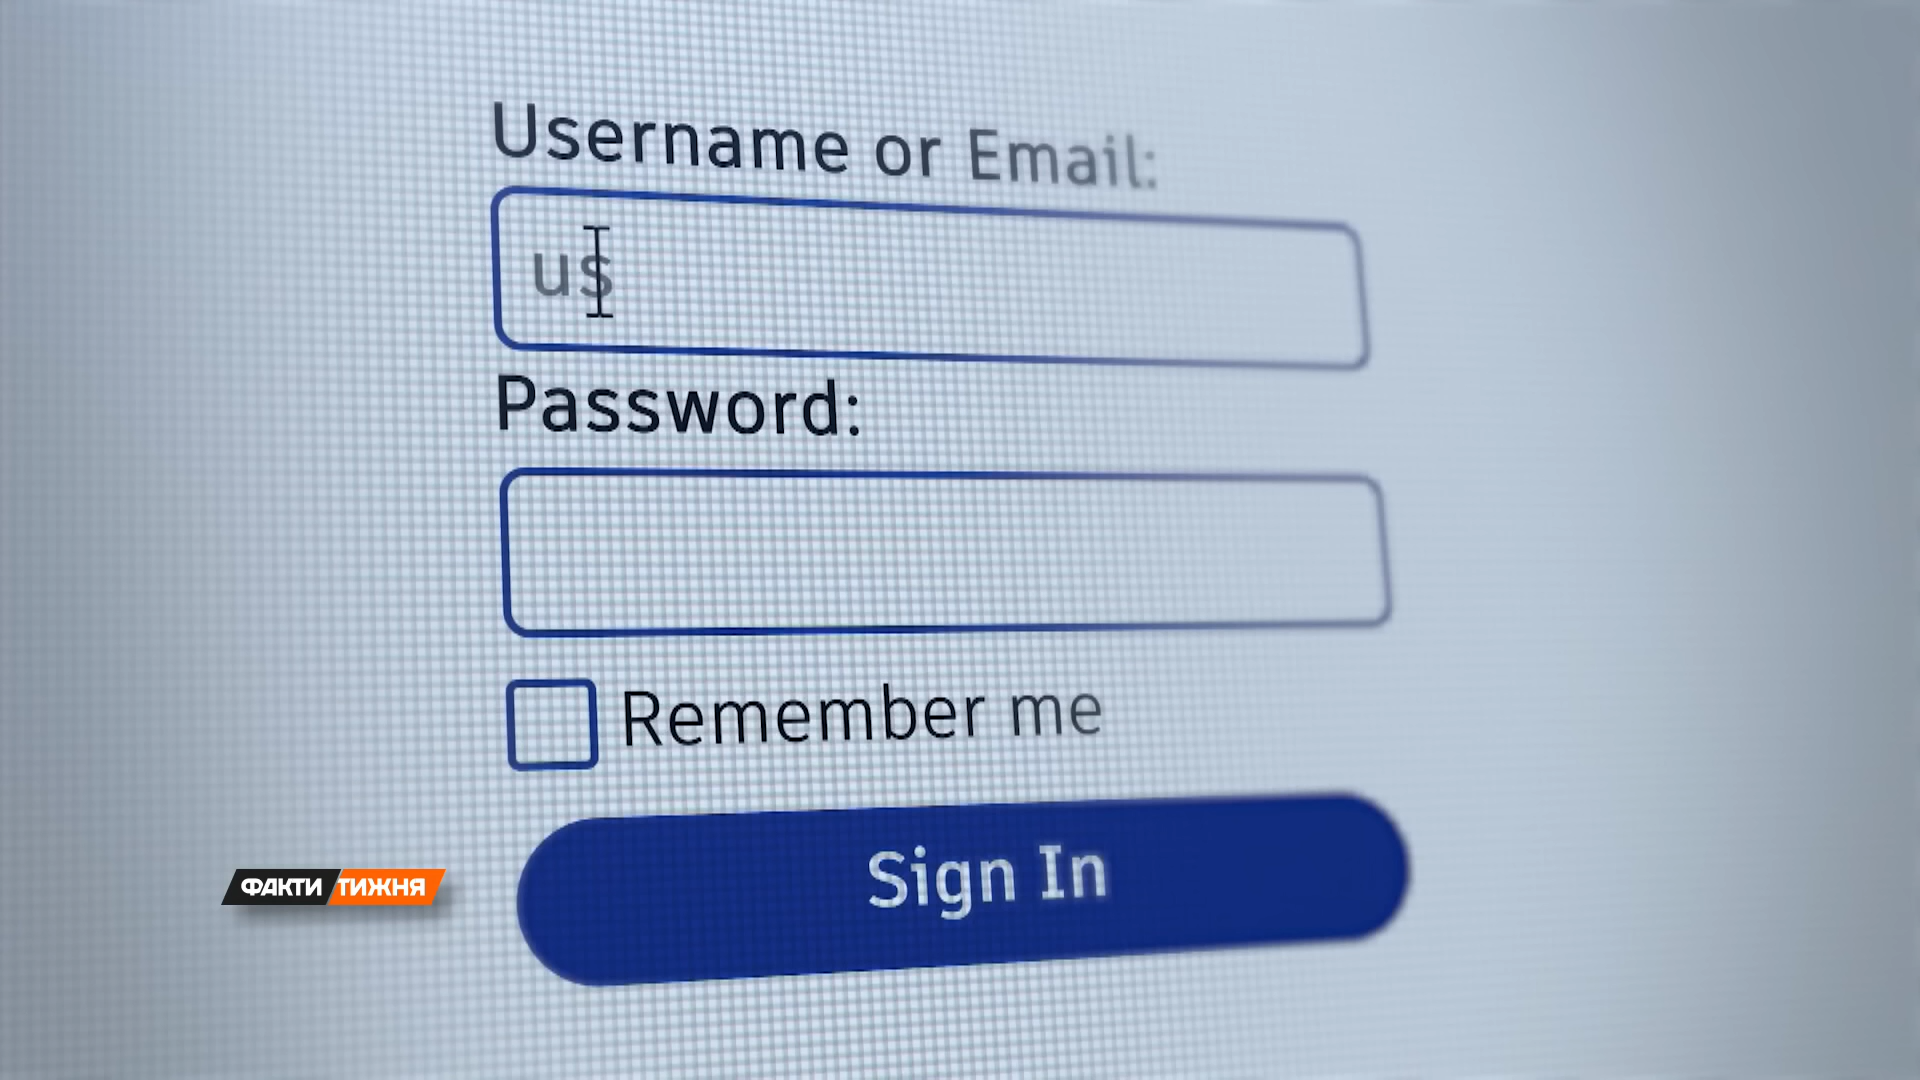 Username or Email:
us
Password:
Remember me
Sign In
ФАКТИ ТИЖНЯ